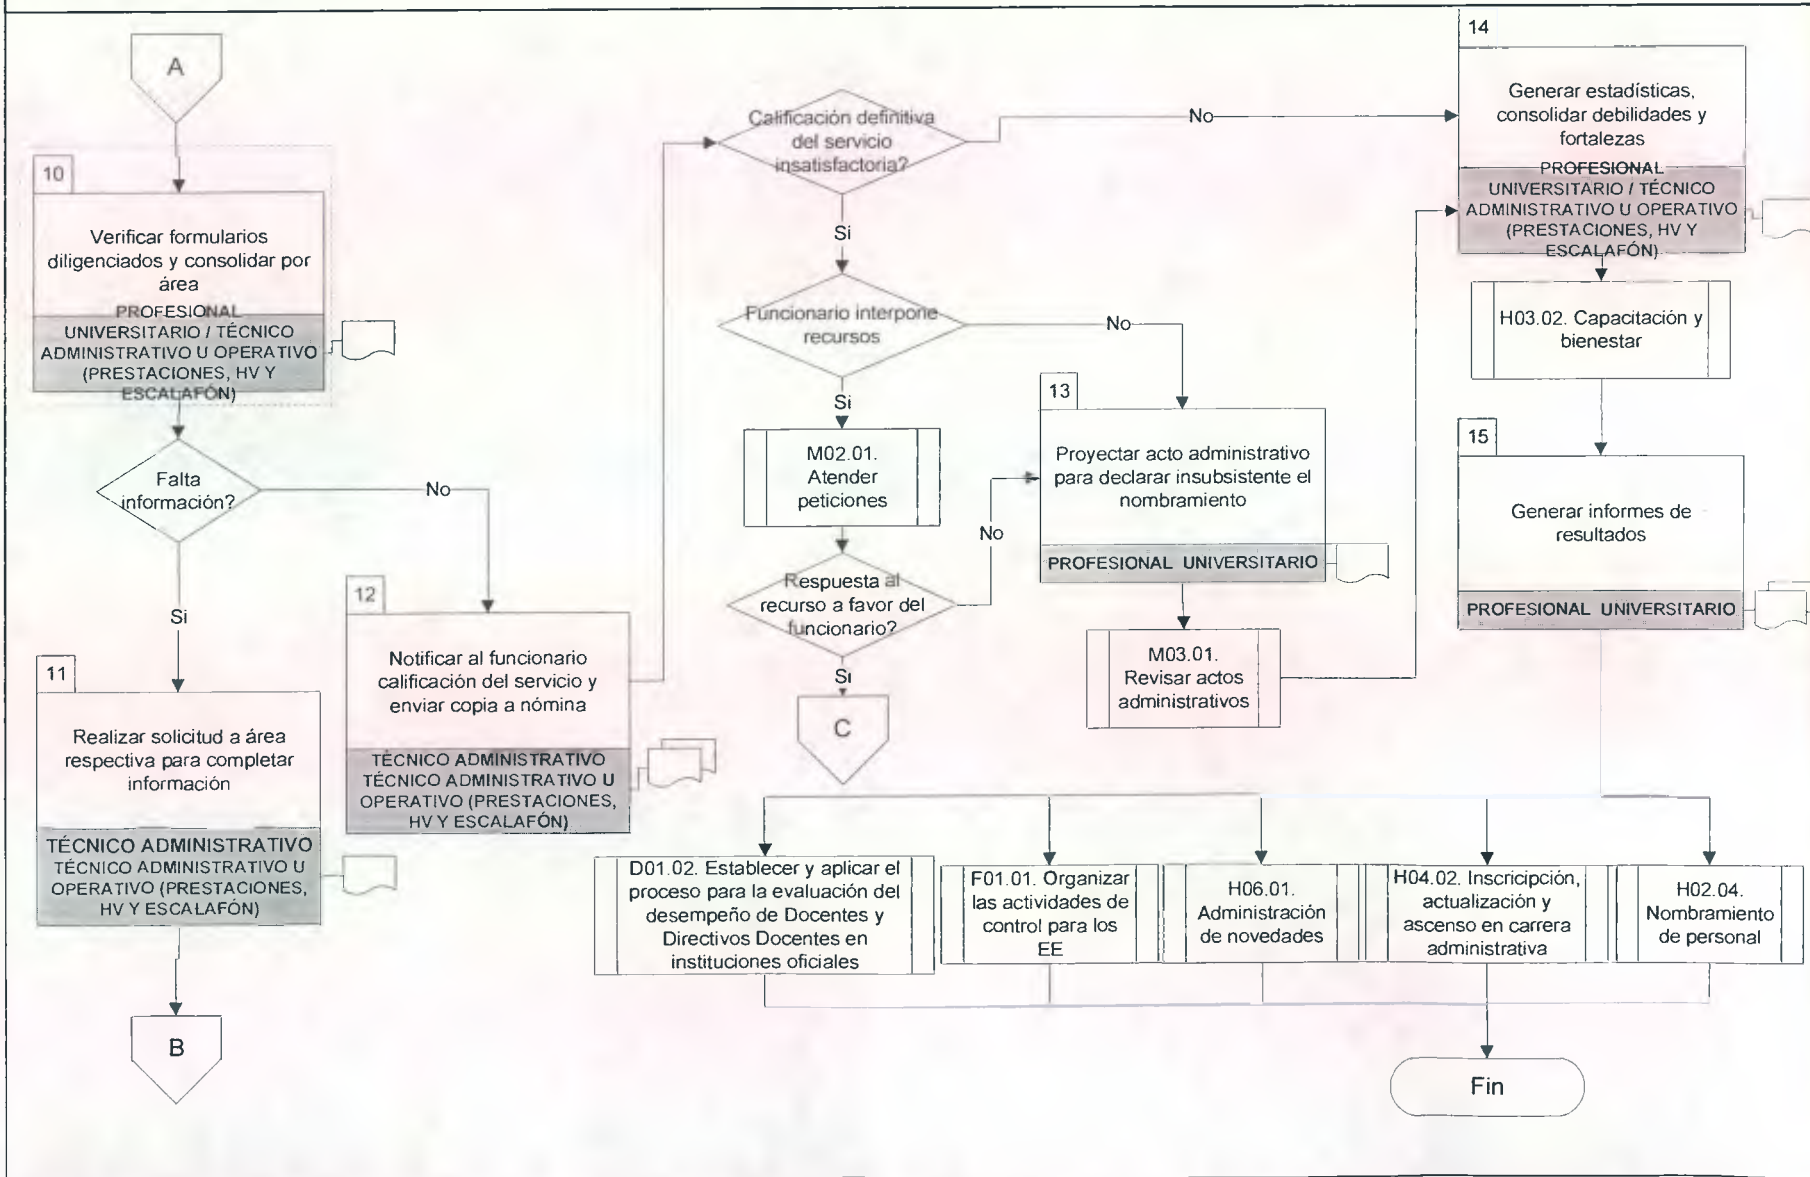 A
10
Verificar formularios
diligenciados y consolidar por
área
PROFESIONAL
UNIVERSITARIO / TÉCNICO
ADMINISTRATIVO U OPERATIVO
(PRESTACIONES, HV Y
ESCALAFÓN)
Falta
información?
No
Si
11
Realizar solicitud a área
respectiva para completar
información
TÉCNICO ADMINISTRATIVO
TÉCNICO ADMINISTRATIVO U
OPERATIVO (PRESTACIONES,
HV Y ESCALAFÓN)
B
12
Notificar al funcionario
calificación del servicio y
enviar copia a nómina
TÉCNICO ADMINISTRATIVO
TÉCNICO ADMINISTRATIVO U
OPERATIVO (PRESTACIONES,
HV Y ESCALAFÓN)
Calificación definitiva
del servicio
insatisfactoria?
No
Si
Funcionario interpone
recursos
No
Si
M02.01.
Atender
peticiones
Respuesta al
recurso a favor del
funcionario?
No
Si
C
13
Proyectar acto administrativo
para declarar insubsistente el
nombramiento
PROFESIONAL UNIVERSITARIO
M03.01.
Revisar actos
administrativos
14
Generar estadísticas,
consolidar debilidades y
fortalezas
PROFESIONAL
UNIVERSITARIO / TÉCNICO
ADMINISTRATIVO U OPERATIVO
(PRESTACIONES, HV Y
ESCALAFÓN)
H03.02. Capacitación y
bienestar
15
Generar informes de
resultados
PROFESIONAL UNIVERSITARIO
D01.02. Establecer y aplicar el
proceso para la evaluación del
desempeño de Docentes y
Directivos Docentes en
instituciones oficiales
F01.01. Organizar
las actividades de
control para los
EE
H06.01.
Administración
de novedades
H04.02. Inscricipción,
actualización y
ascenso en carrera
administrativa
H02.04.
Nombramiento
de personal
Fin